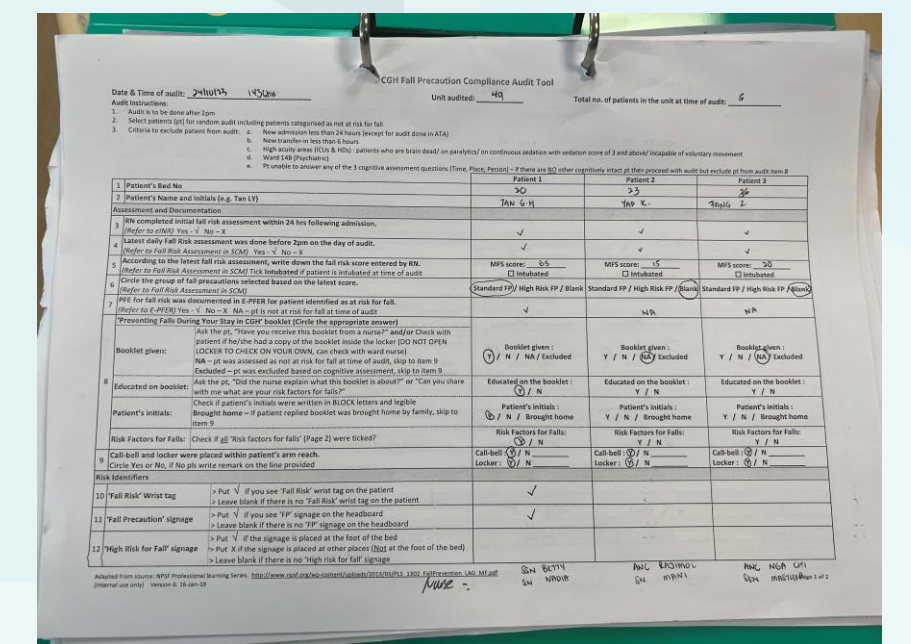 CGH Fall Precaution Compliance Audit Tool
Date & Time of audit: 24/10/23
Unit audited: 49
Total no. of patients in the unit at time of audit: 5
Audit Instructions:
1. Audit is to be done after 2pm
2. Select patients (pt) for random audit including patients categorised as not at risk for fall
3. Criteria to exclude patient from audit: a. New admission less than 24 hours (except for audit done in ATA)
b. New transfer-in less than 6 hours
c. High acuity areas (ICUs & HDs) : patients who are brain dead/ on paralytics/ on continuous sedation with sedation score of 3 and above/ incapable of voluntary movement
d. Ward 14B (Psychiatric)
e. Pt unable to answer any of the 3 cognitive assessment questions (Time, Place, Person) – if there are NO other cognitively intact pt then proceed with audit but exclude pt from audit item 8
Patient 1 Patient 2 Patient 3
1 Patient's Bed No 20 23 36
2 Patient's Name and Initials (e.g. Tan LY) TAN G H YAP K.
Assessment and Documentation
3 RN completed initial fall risk assessment within 24 hrs following admission.
(Refer to eINA) Yes - √ No – X √ √ √
4 Latest daily Fall Risk assessment was done before 2pm on the day of audit.
(Refer to Fall Risk Assessment in SCM) Yes - √ No – X √ √ √
5 According to the latest fall risk assessment, write down the fall risk score entered by RN.
(Refer to Fall Risk Assessment in SCM) Tick Intubated if patient is intubated at time of audit
MFS score: 65 ☐ Intubated
MFS score: 15 ☐ Intubated
MFS score: 20 ☐ Intubated
6 Circle the group of fall precautions selected based on the latest score.
(Refer to Fall Risk Assessment in SCM)
Standard FP / High Risk FP / Blank Standard FP / High Risk FP / Blank Standard FP / High Risk FP / Blank
7 PFE for fall risk was documented in E-PFER for patient identified as at risk for fall.
(Refer to E-PFER) Yes - √ No – X NA – pt is not at risk for fall at time of audit √ NA NA
8 'Preventing Falls During Your Stay in CGH' booklet (Circle the appropriate answer)
Booklet given:
Ask the pt, "Have you receive this booklet from a nurse?" and/or Check with
patient if he/she had a copy of the booklet inside the locker (DO NOT OPEN
LOCKER TO CHECK ON YOUR OWN, can check with ward nurse)
NA – pt was assessed as not at risk for fall at time of audit, skip to item 9
Excluded – pt was excluded based on cognitive assessment, skip to item 9
Booklet given : Y / N / NA / Excluded
Booklet given : Y / N / NA / Excluded
Booklet given : Y / N / NA / Excluded
Educated on booklet:
Ask the pt, "Did the nurse explain what this booklet is about?" or "Can you share
with me what are your risk factors for falls?"
Educated on the booklet : Y / N
Educated on the booklet : Y / N
Educated on the booklet : Y / N
Patient's initials:
Check if patient's initials were written in BLOCK letters and legible
Brought home – if patient replied booklet was brought home by family, skip to
item 9
Patient's initials : Y / N / Brought home
Patient's initials : Y / N / Brought home
Patient's initials : Y / N / Brought home
Risk Factors for Falls: Check if all 'Risk factors for falls' (Page 2) were ticked?
Risk Factors for Falls: Y / N
Risk Factors for Falls: Y / N
Risk Factors for Falls: Y / N
9 Call-bell and locker were placed within patient's arm reach.
Circle Yes or No, if No pls write remark on the line provided
Call-bell : Y / N Call-bell : Y / N Call-bell : Y / N
Locker : Y / N Locker : Y / N Locker : Y / N
Risk Identifiers
10 'Fall Risk' Wrist tag
> Put √ if you see 'Fall Risk' wrist tag on the patient √
> Leave blank if there is no 'Fall Risk' wrist tag on the patient
11 'Fall Precaution' signage
> Put √ if you see 'FP' signage on the headboard √
> Leave blank if there is no 'FP' signage on the headboard
12 'High Risk for Fall' signage
> Put √ if the signage is placed at the foot of the bed
> Put X if the signage is placed at other places (Not at the foot of the bed)
> Leave blank if there is no 'High risk for fall' signage
Adapted from source: NPSF Professional learning Series.
(Internal use only) Version 6: 16-Jan-19
Nurse -
SSN BETTY ANC RAJIMOL ANC NGA CHI
SN NADIA SN MANI SEN
Page 1 of 2